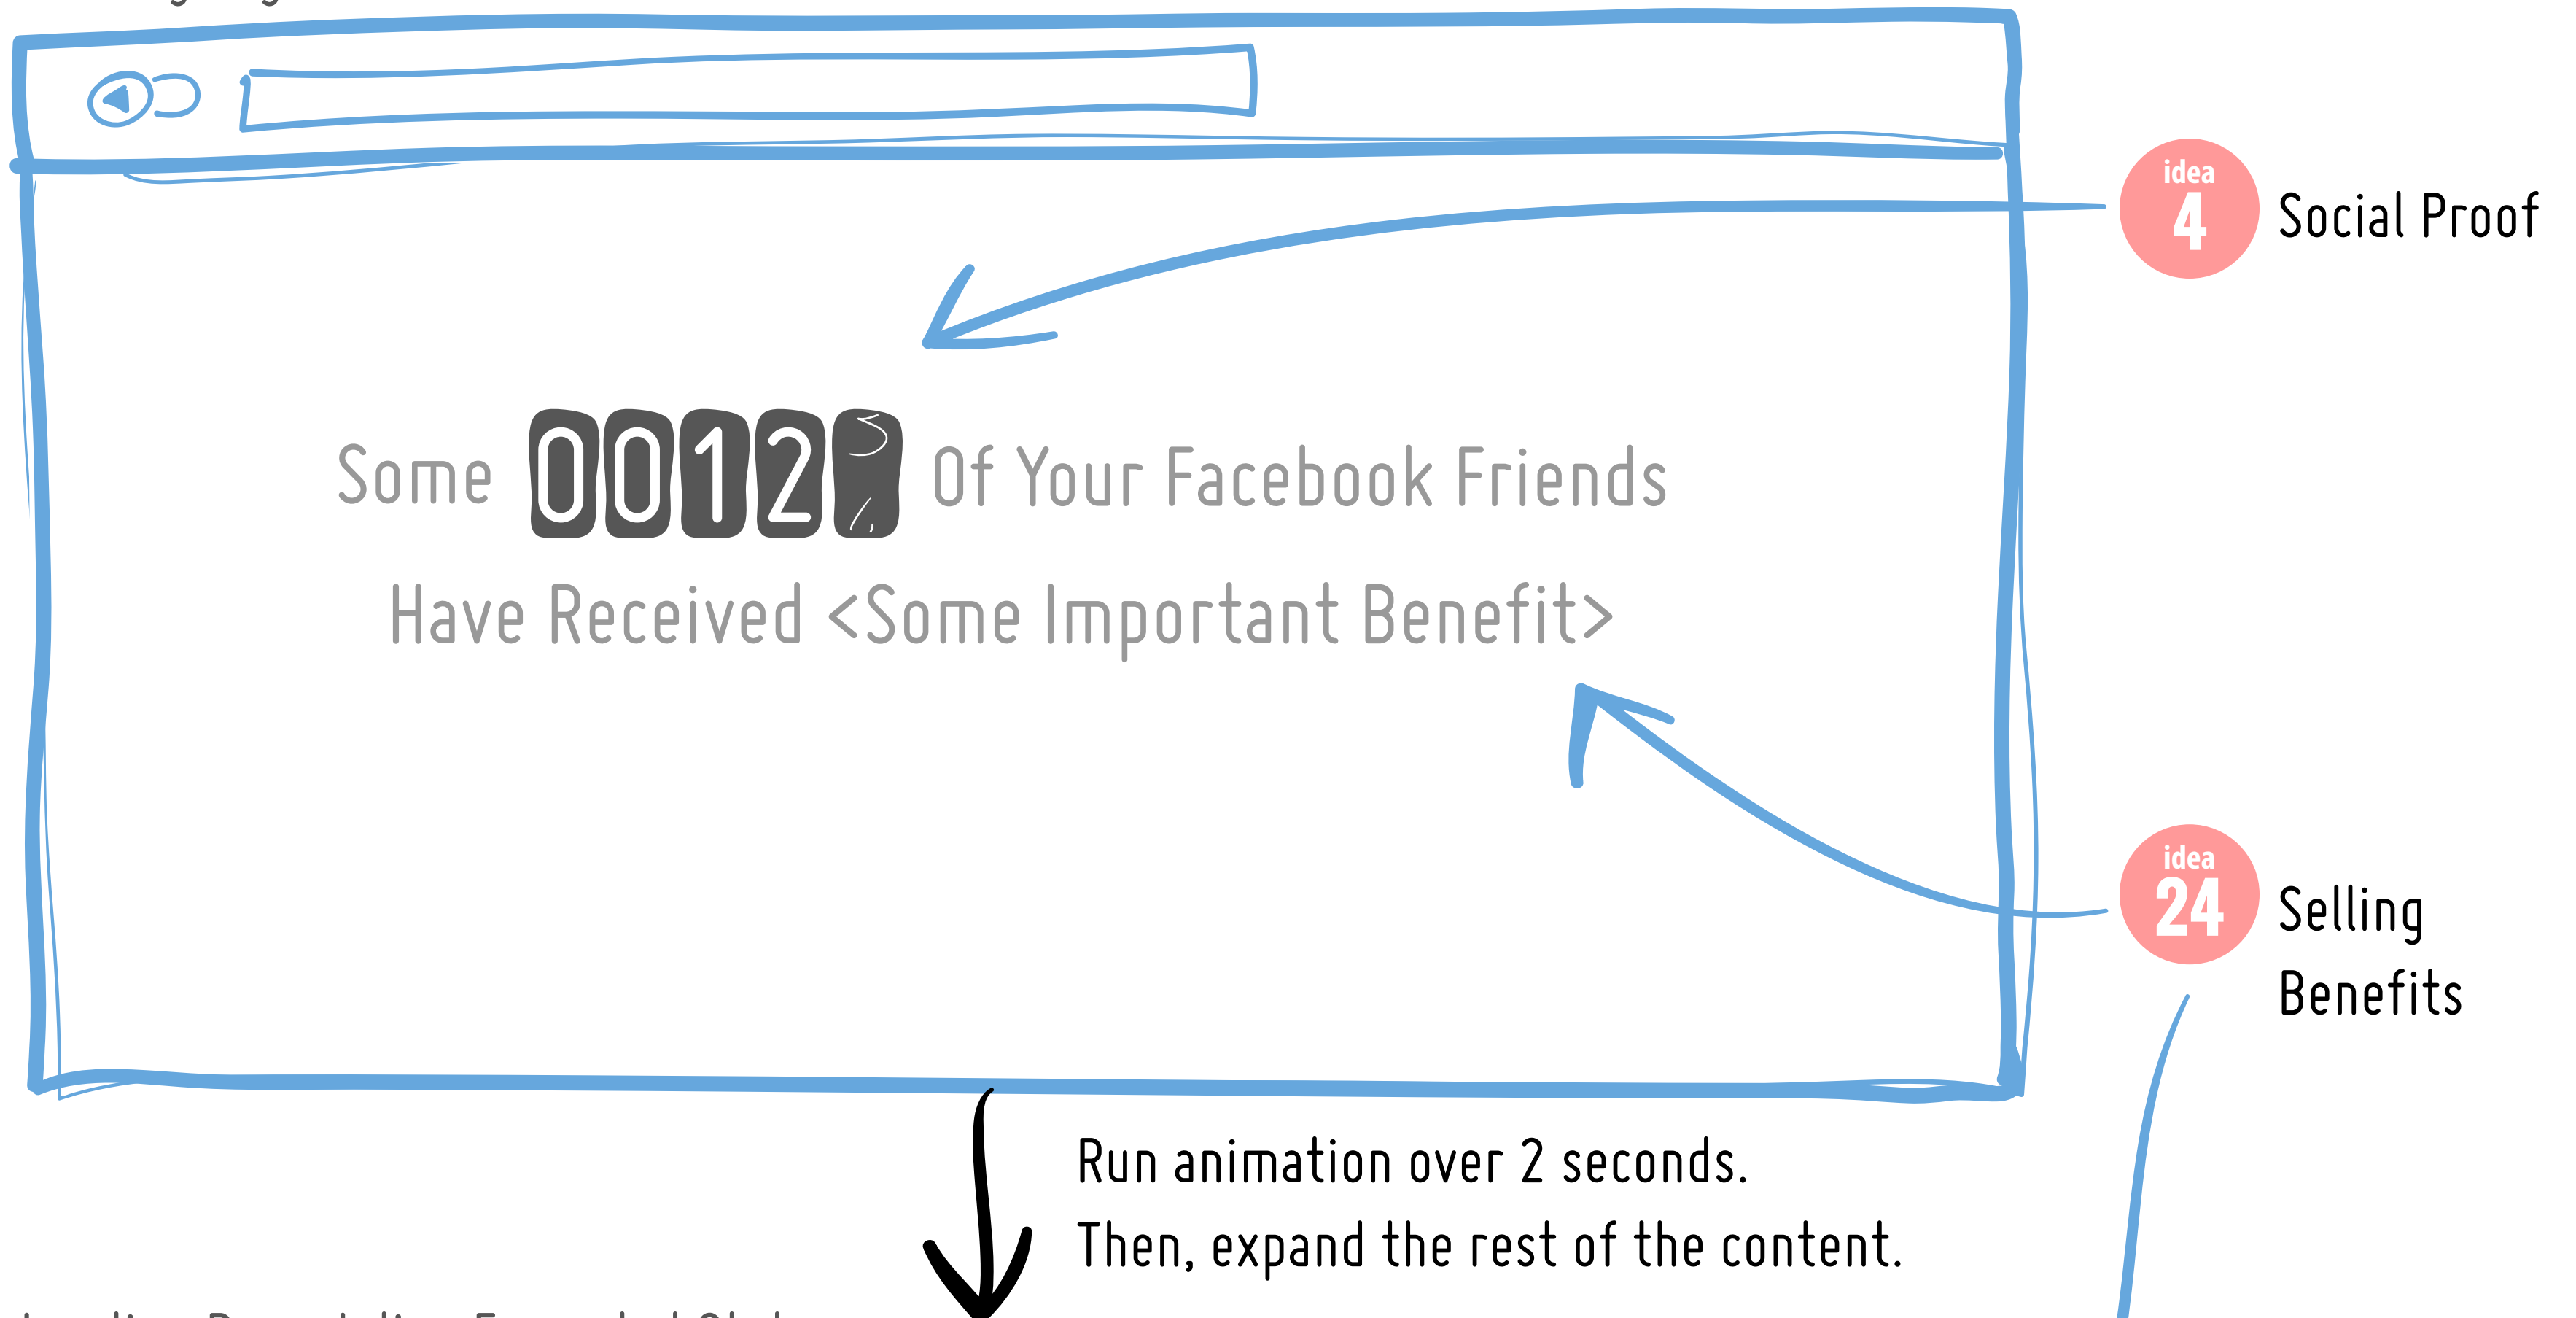 idea
4
Social Proof
Some 0012 Of Your Facebook Friends
Have Received <Some Important Benefit>
idea
24
Selling
Benefits
Run animation over 2 seconds.
Then, expand the rest of the content.